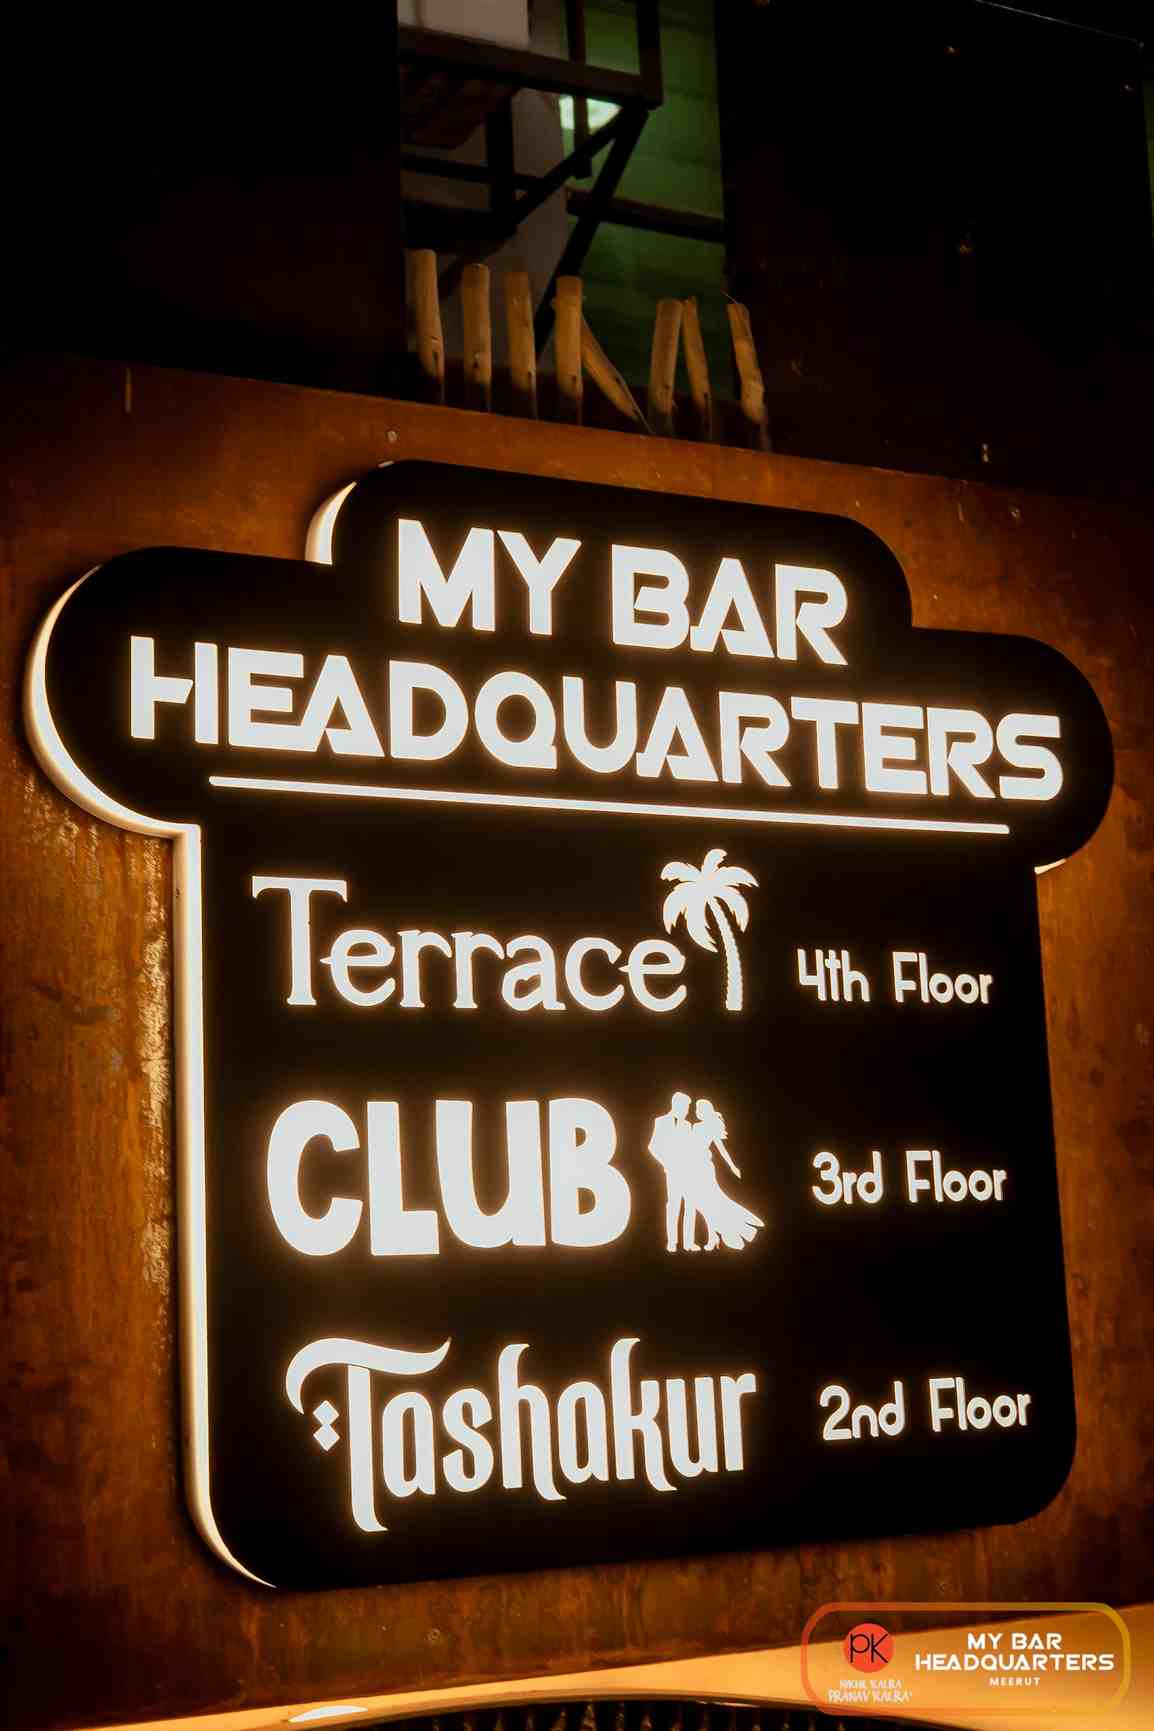 MY BAR
HEADQUARTERS
Terrace 4th Floor
CLUB 3rd Floor
Tashakur 2nd Floor
PK
NIKHIL KALRA
PRANAV KALRA
MY BAR
HEADQUARTERS
MEERUT